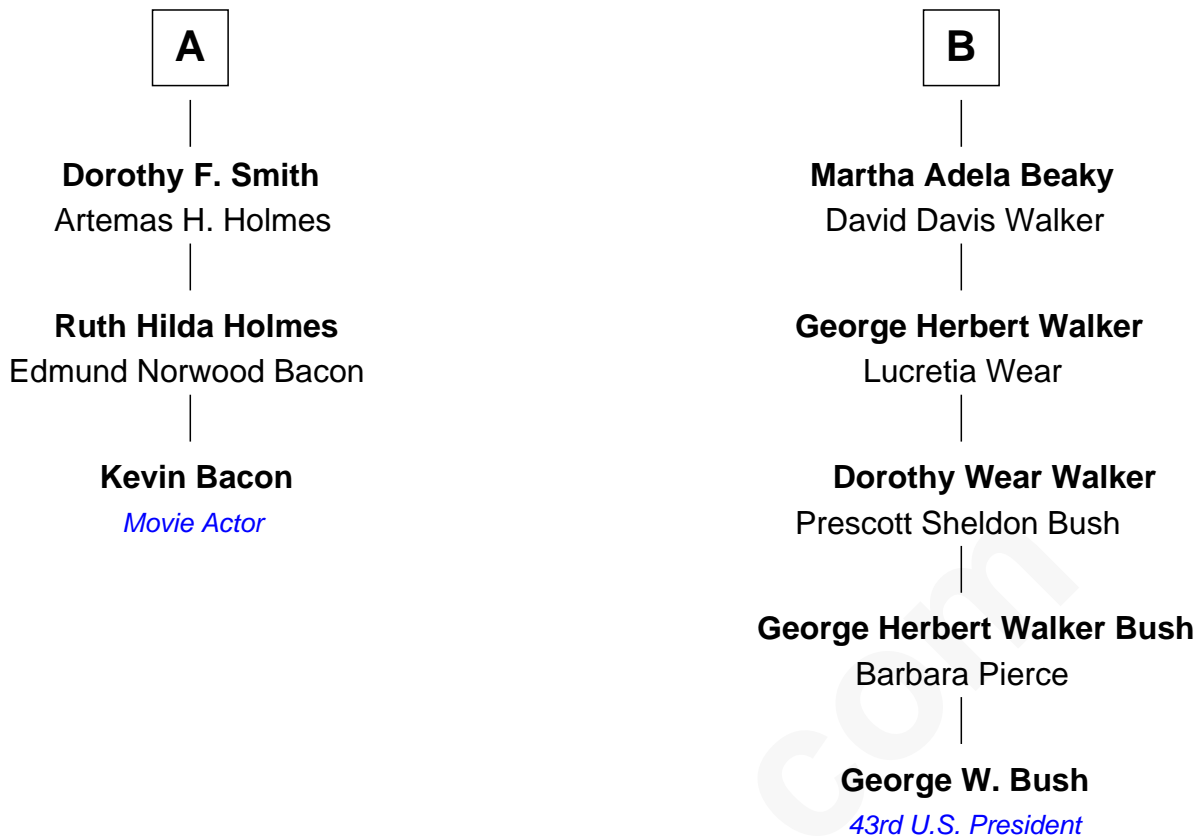 A
Dorothy F. Smith
Artemas H. Holmes
Ruth Hilda Holmes
Edmund Norwood Bacon
Kevin Bacon
Movie Actor
B
Martha Adela Beaky
David Davis Walker
George Herbert Walker
Lucretia Wear
Dorothy Wear Walker
Prescott Sheldon Bush
George Herbert Walker Bush
Barbara Pierce
George W. Bush
43rd U.S. President
com